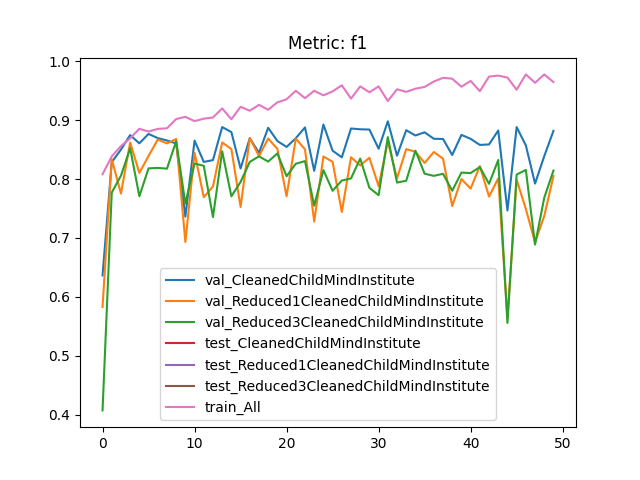 Metric: f1
1.0
0.9
0.8
0.7
0.6
0.5
0.4
val_CleanedChildMindInstitute
val_Reduced1CleanedChildMindInstitute
val_Reduced3CleanedChildMindInstitute
test_CleanedChildMindInstitute
test_Reduced1CleanedChildMindInstitute
test_Reduced3CleanedChildMindInstitute
train_All
0 10 20 30 40 50